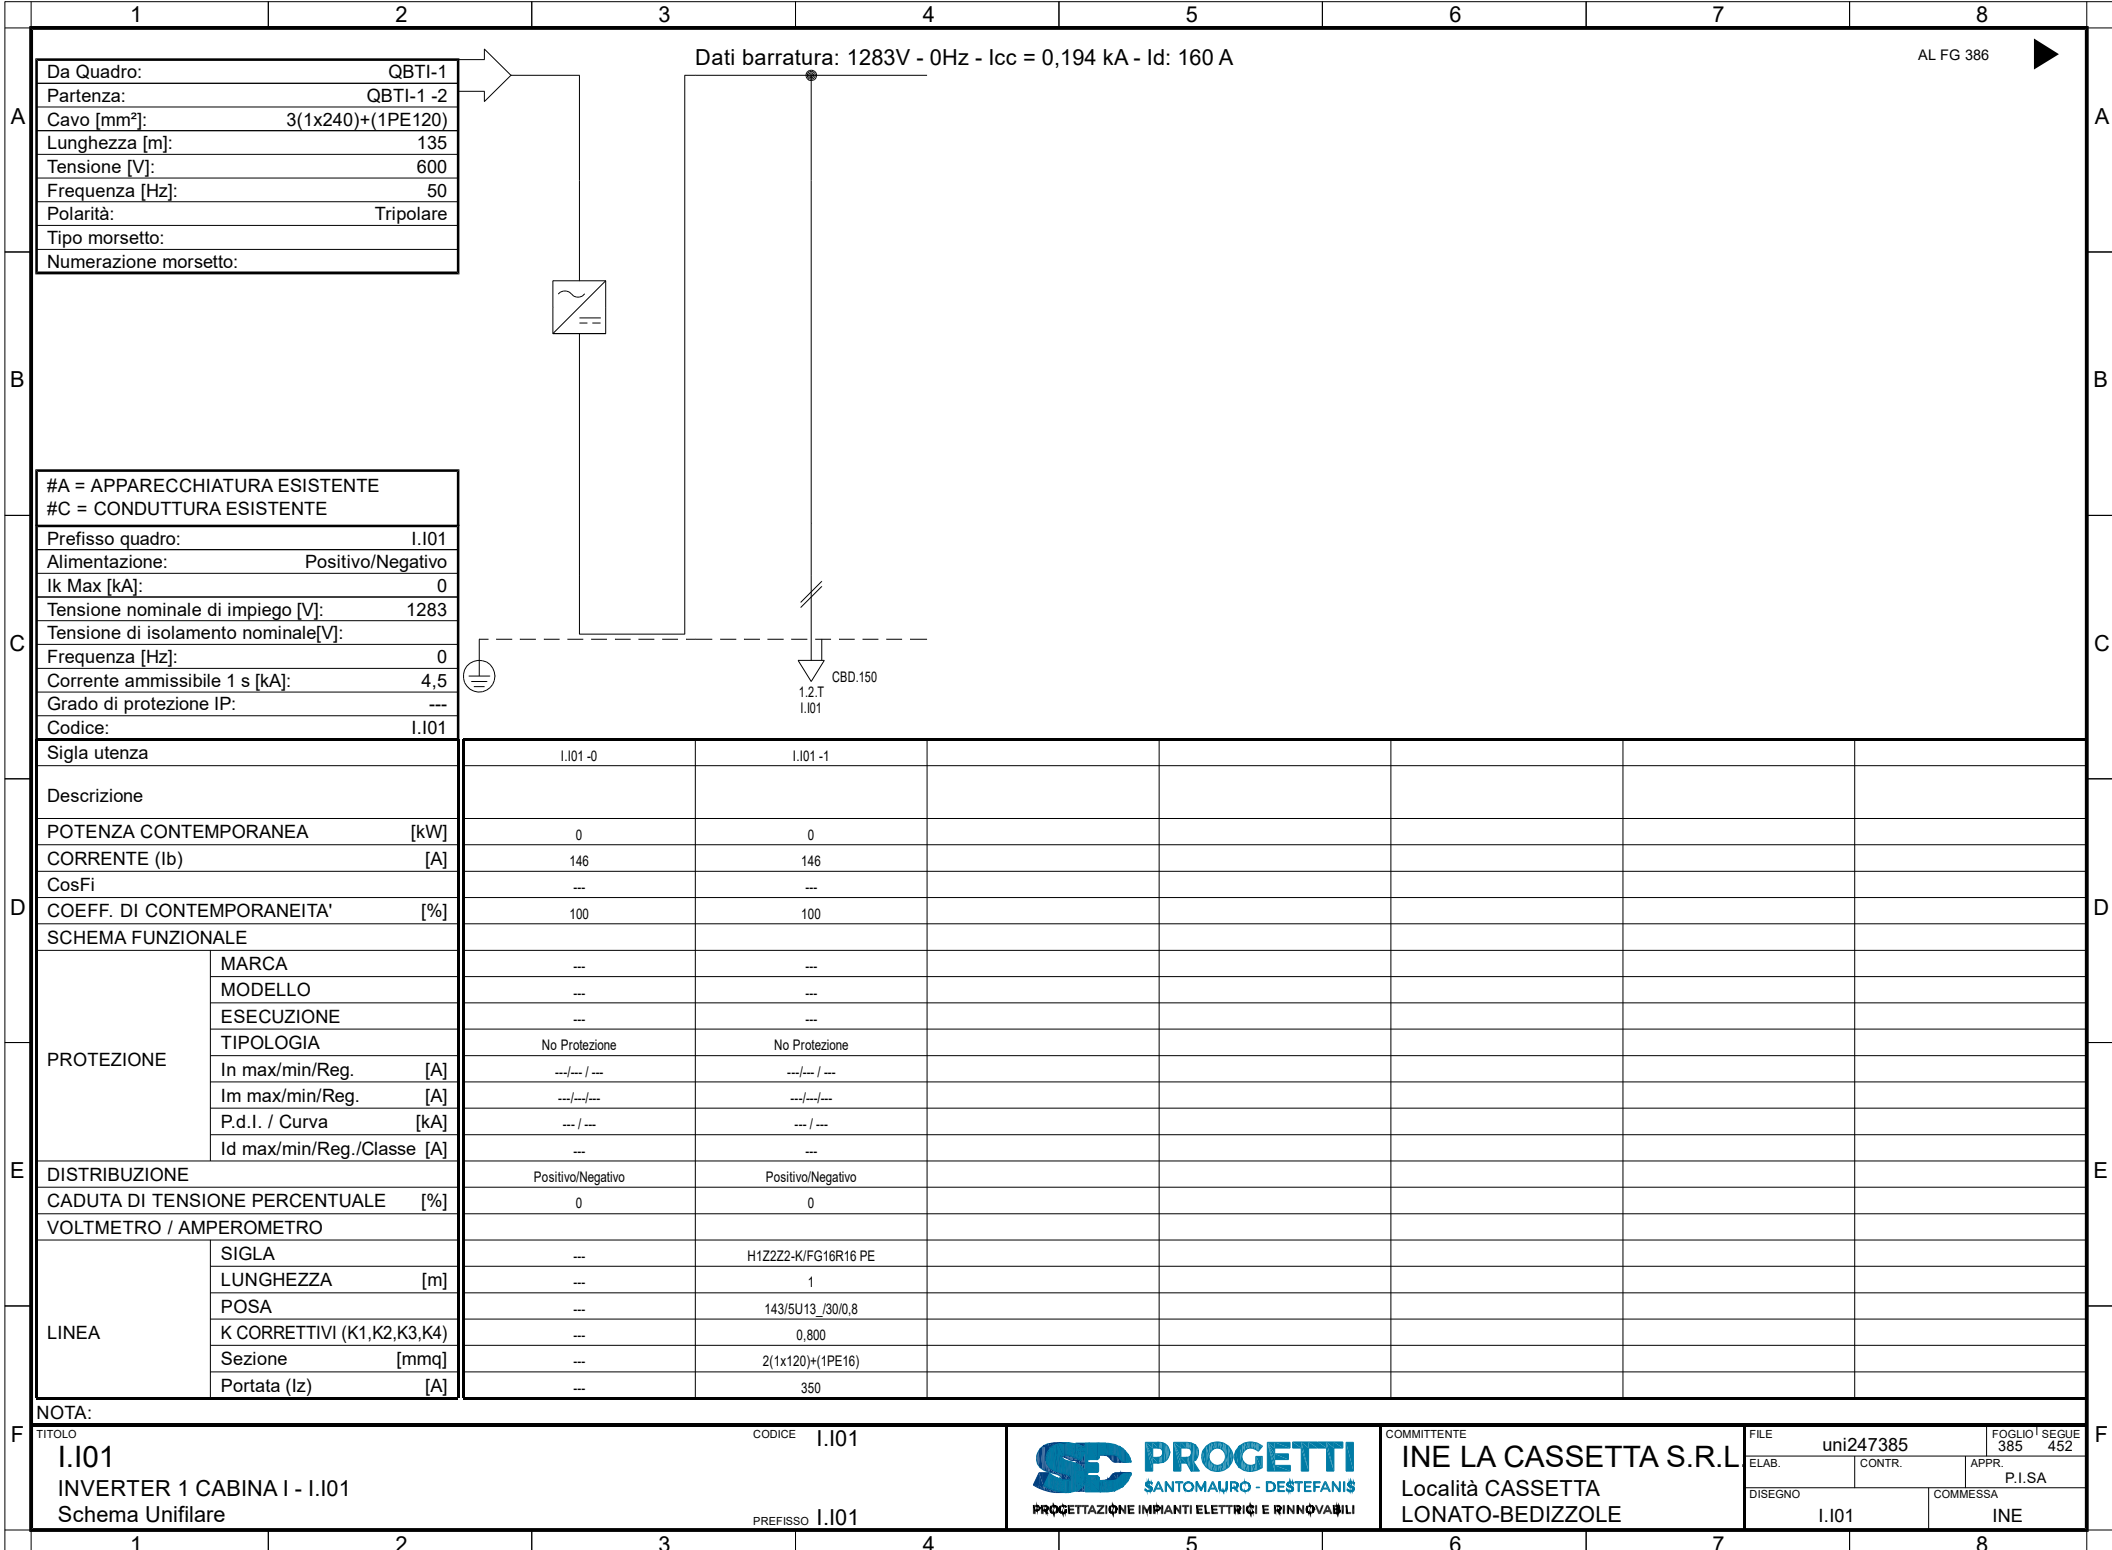 1 2 3 4 5 6 7 8
Dati barratura: 1283V - 0Hz - Icc = 0,194 kA - Id: 160 A
AL FG 386
Da Quadro: QBTI-1
Partenza: QBTI-1 -2
Cavo [mm²]: 3(1x240)+(1PE120)
Lunghezza [m]: 135
Tensione [V]: 600
Frequenza [Hz]: 50
Polarità: Tripolare
Tipo morsetto:
Numerazione morsetto:
A A
B B
#A = APPARECCHIATURA ESISTENTE
#C = CONDUTTURA ESISTENTE
Prefisso quadro: I.I01
Alimentazione: Positivo/Negativo
Ik Max [kA]: 0
Tensione nominale di impiego [V]: 1283
Tensione di isolamento nominale[V]:
Frequenza [Hz]: 0
Corrente ammissibile 1 s [kA]: 4,5
Grado di protezione IP: ---
Codice: I.I01
C C
CBD.150
1.2.T
I.I01
Sigla utenza I.I01 -0 I.I01 -1
Descrizione
POTENZA CONTEMPORANEA [kW] 0 0
CORRENTE (Ib) [A] 146 146
CosFi --- ---
D D
COEFF. DI CONTEMPORANEITA' [%] 100 100
SCHEMA FUNZIONALE
PROTEZIONE
MARCA --- ---
MODELLO --- ---
ESECUZIONE --- ---
TIPOLOGIA No Protezione No Protezione
In max/min/Reg. [A] ---/--- / --- ---/--- / ---
Im max/min/Reg. [A] ---/---/--- ---/---/---
P.d.I. / Curva [kA] --- / --- --- / ---
Id max/min/Reg./Classe [A] --- ---
E E
DISTRIBUZIONE Positivo/Negativo Positivo/Negativo
CADUTA DI TENSIONE PERCENTUALE [%] 0 0
VOLTMETRO / AMPEROMETRO
LINEA
SIGLA --- H1Z2Z2-K/FG16R16 PE
LUNGHEZZA [m] --- 1
POSA --- 143/5U13_/30/0,8
K CORRETTIVI (K1,K2,K3,K4) --- 0,800
Sezione [mmq] --- 2(1x120)+(1PE16)
Portata (Iz) [A] --- 350
NOTA:
F F
TITOLO
I.I01
INVERTER 1 CABINA I - I.I01
Schema Unifilare
CODICE I.I01
PREFISSO I.I01
SD PROGETTI
SANTOMAURO - DESTEFANIS
PROGETTAZIONE IMPIANTI ELETTRICI E RINNOVABILI
COMMITTENTE
INE LA CASSETTA S.R.L.
Località CASSETTA
LONATO-BEDIZZOLE
FILE uni247385
FOGLIO 385 SEGUE 452
ELAB. CONTR. APPR. P.I.SA
DISEGNO I.I01
COMMESSA INE
1 2 3 4 5 6 7 8